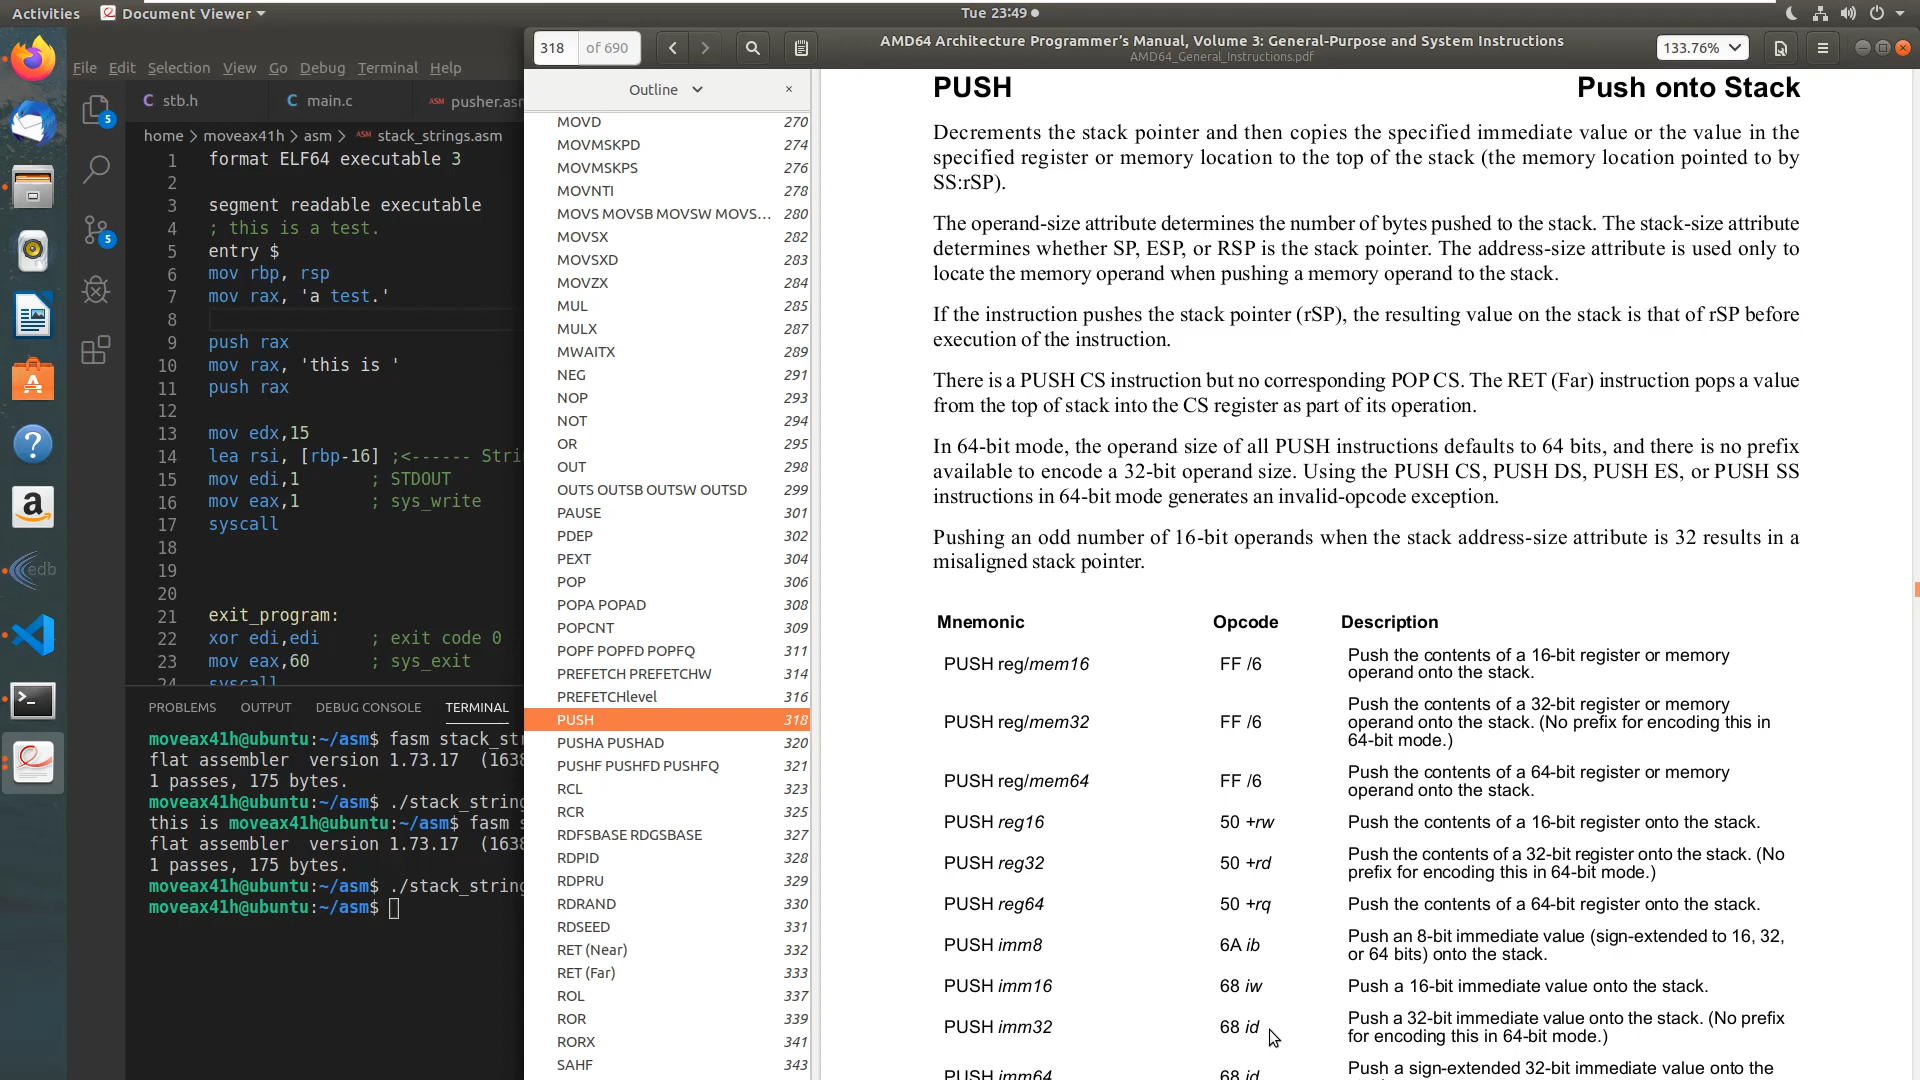 Activities
Document Viewer
Tue 23:49
318
of 690
AMD64 Architecture Programmer's Manual, Volume 3: General-Purpose and System Instructions
AMD64_General_Instructions.pdf
133.76%
File Edit Selection View Go Debug Terminal Help
stb.h
main.c
ASM pusher.asm
home > moveax41h > asm > ASM stack_strings.asm
1 format ELF64 executable 3
2
3 segment readable executable
4 ; this is a test.
5 entry $
6 mov rbp, rsp
7 mov rax, 'a test.'
8
9 push rax
10 mov rax, 'this is '
11 push rax
12
13 mov edx,15
14 lea rsi, [rbp-16] ;<------ Stri
15 mov edi,1 ; STDOUT
16 mov eax,1 ; sys_write
17 syscall
18
19
20
21 exit_program:
22 xor edi,edi ; exit code 0
23 mov eax,60 ; sys_exit
24 syscall
5
5
edb
PROBLEMS OUTPUT DEBUG CONSOLE TERMINAL
moveax41h@ubuntu:~/asm$ fasm stack_str
flat assembler version 1.73.17 (1638
1 passes, 175 bytes.
moveax41h@ubuntu:~/asm$ ./stack_string
this is moveax41h@ubuntu:~/asm$ fasm s
flat assembler version 1.73.17 (1638
1 passes, 175 bytes.
moveax41h@ubuntu:~/asm$ ./stack_string
moveax41h@ubuntu:~/asm$
Outline
MOVD 270
MOVMSKPD 274
MOVMSKPS 276
MOVNTI 278
MOVS MOVSB MOVSW MOVS... 280
MOVSX 282
MOVSXD 283
MOVZX 284
MUL 285
MULX 287
MWAITX 289
NEG 291
NOP 293
NOT 294
OR 295
OUT 298
OUTS OUTSB OUTSW OUTSD 299
PAUSE 301
PDEP 302
PEXT 304
POP 306
POPA POPAD 308
POPCNT 309
POPF POPFD POPFQ 311
PREFETCH PREFETCHW 314
PREFETCHlevel 316
PUSH 318
PUSHA PUSHAD 320
PUSHF PUSHFD PUSHFQ 321
RCL 323
RCR 325
RDFSBASE RDGSBASE 327
RDPID 328
RDPRU 329
RDRAND 330
RDSEED 331
RET (Near) 332
RET (Far) 333
ROL 337
ROR 339
RORX 341
SAHF 343
PUSH Push onto Stack
Decrements the stack pointer and then copies the specified immediate value or the value in the
specified register or memory location to the top of the stack (the memory location pointed to by
SS:rSP).
The operand-size attribute determines the number of bytes pushed to the stack. The stack-size attribute
determines whether SP, ESP, or RSP is the stack pointer. The address-size attribute is used only to
locate the memory operand when pushing a memory operand to the stack.
If the instruction pushes the stack pointer (rSP), the resulting value on the stack is that of rSP before
execution of the instruction.
There is a PUSH CS instruction but no corresponding POP CS. The RET (Far) instruction pops a value
from the top of stack into the CS register as part of its operation.
In 64-bit mode, the operand size of all PUSH instructions defaults to 64 bits, and there is no prefix
available to encode a 32-bit operand size. Using the PUSH CS, PUSH DS, PUSH ES, or PUSH SS
instructions in 64-bit mode generates an invalid-opcode exception.
Pushing an odd number of 16-bit operands when the stack address-size attribute is 32 results in a
misaligned stack pointer.
Mnemonic Opcode Description
PUSH reg/mem16 FF /6 Push the contents of a 16-bit register or memory
operand onto the stack.
PUSH reg/mem32 FF /6 Push the contents of a 32-bit register or memory
operand onto the stack. (No prefix for encoding this in
64-bit mode.)
PUSH reg/mem64 FF /6 Push the contents of a 64-bit register or memory
operand onto the stack.
PUSH reg16 50 +rw Push the contents of a 16-bit register onto the stack.
PUSH reg32 50 +rd Push the contents of a 32-bit register onto the stack. (No
prefix for encoding this in 64-bit mode.)
PUSH reg64 50 +rq Push the contents of a 64-bit register onto the stack.
PUSH imm8 6A ib Push an 8-bit immediate value (sign-extended to 16, 32,
or 64 bits) onto the stack.
PUSH imm16 68 iw Push a 16-bit immediate value onto the stack.
PUSH imm32 68 id Push a 32-bit immediate value onto the stack. (No prefix
for encoding this in 64-bit mode.)
PUSH imm64 68 id Push a sign-extended 32-bit immediate value onto the